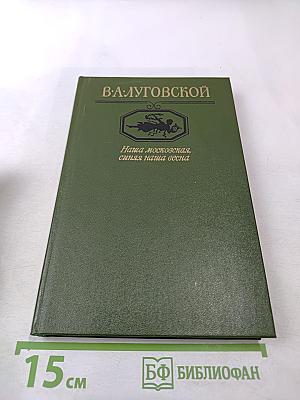 В·А·ЛУГОВСКОЙ
Наша московская,
синяя наша весна
15 см
БФ БИБЛИОФАН